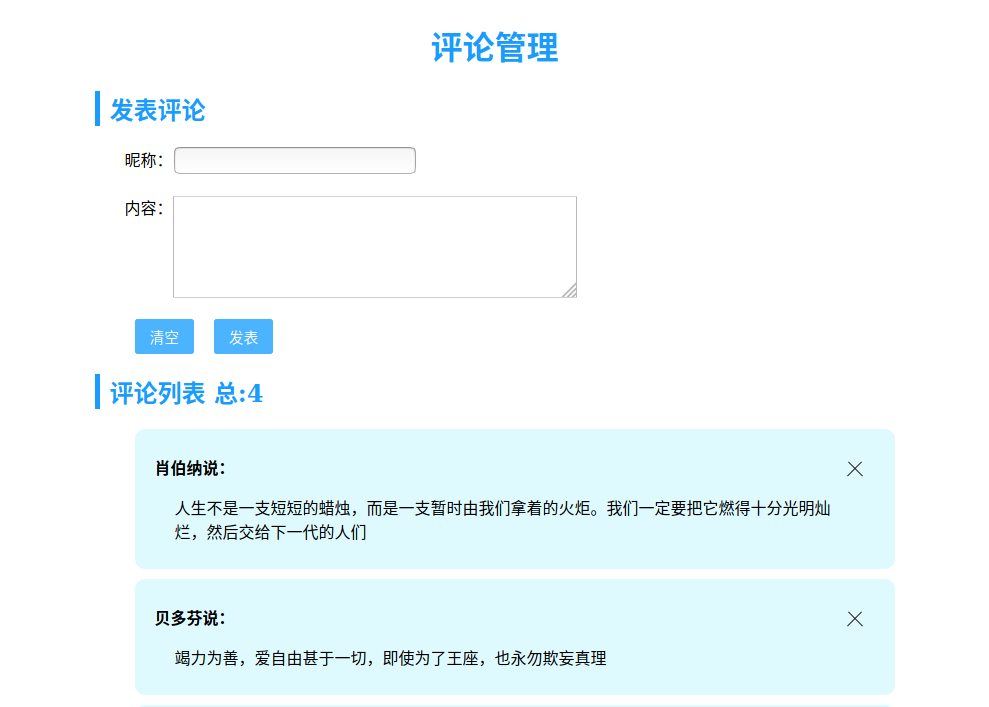 评论管理
发表评论
昵称：
内容：
清空 发表
评论列表 总:4
肖伯纳说：
人生不是一支短短的蜡烛，而是一支暂时由我们拿着的火炬。我们一定要把它燃得十分光明灿
烂，然后交给下一代的人们
贝多芬说：
竭力为善，爱自由甚于一切，即使为了王座，也永勿欺妄真理